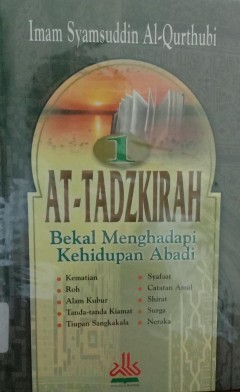 Imam Syamsuddin Al-Qurthubi
1
AT-TADZKIRAH
Bekal Menghadapi
Kehidupan Abadi
• Kematian
• Ruh
• Alam Kubur
• Tanda-tanda Kiamat
• Tiupan Sangkakala
• Syafaat
• Catatan Amal
• Shirat
• Surga
• Neraka